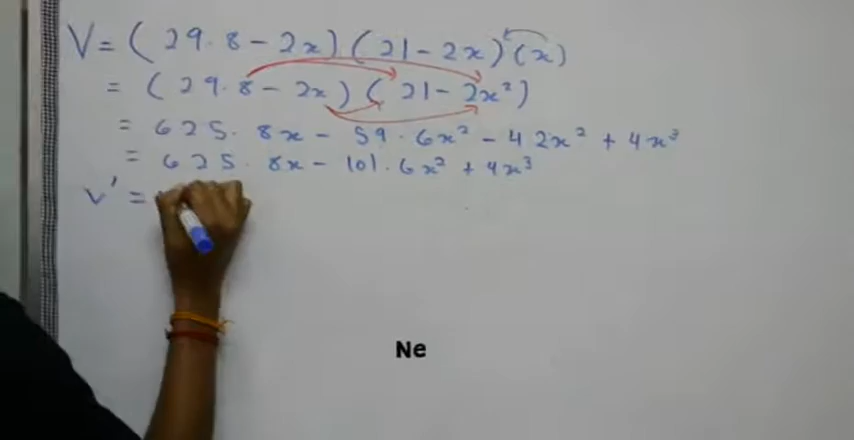 V = (29.8 - 2x)(21 - 2x)(x)
= (29.8 - 2x)(21 - 2x²)
= 625.8x - 59.6x² - 42x² + 4x³
= 625.8x - 101.6x² + 4x³
v' =
Ne